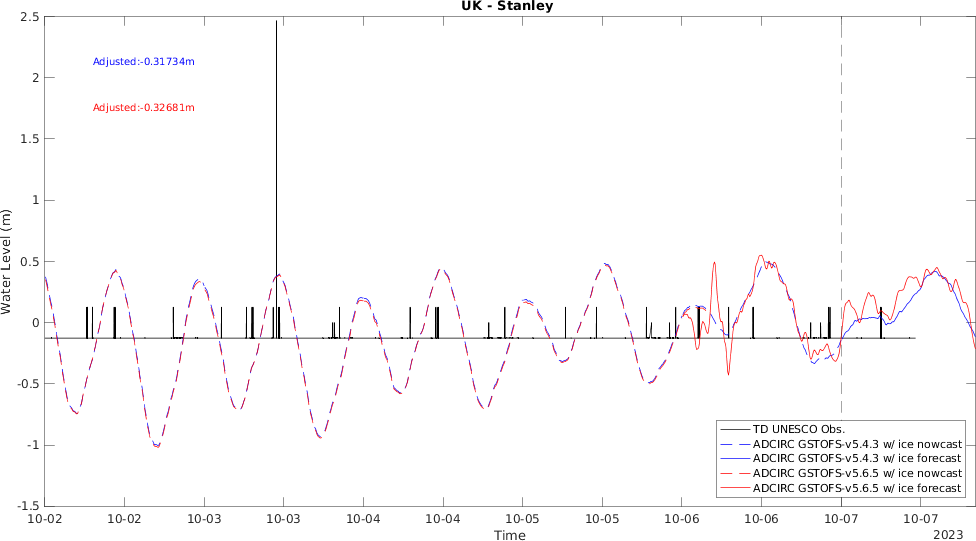 UK - Stanley
Adjusted:-0.31734m
Adjusted:-0.32681m
Water Level (m)
2.5
2
1.5
1
0.5
0
-0.5
-1
-1.5
TD UNESCO Obs.
ADCIRC GSTOFS-v5.4.3 w/ ice nowcast
ADCIRC GSTOFS-v5.4.3 w/ ice forecast
ADCIRC GSTOFS-v5.6.5 w/ ice nowcast
ADCIRC GSTOFS-v5.6.5 w/ ice forecast
10-02 10-02 10-03 10-03 10-04 10-04 10-05 10-05 10-06 10-06 10-07 10-07
Time
2023